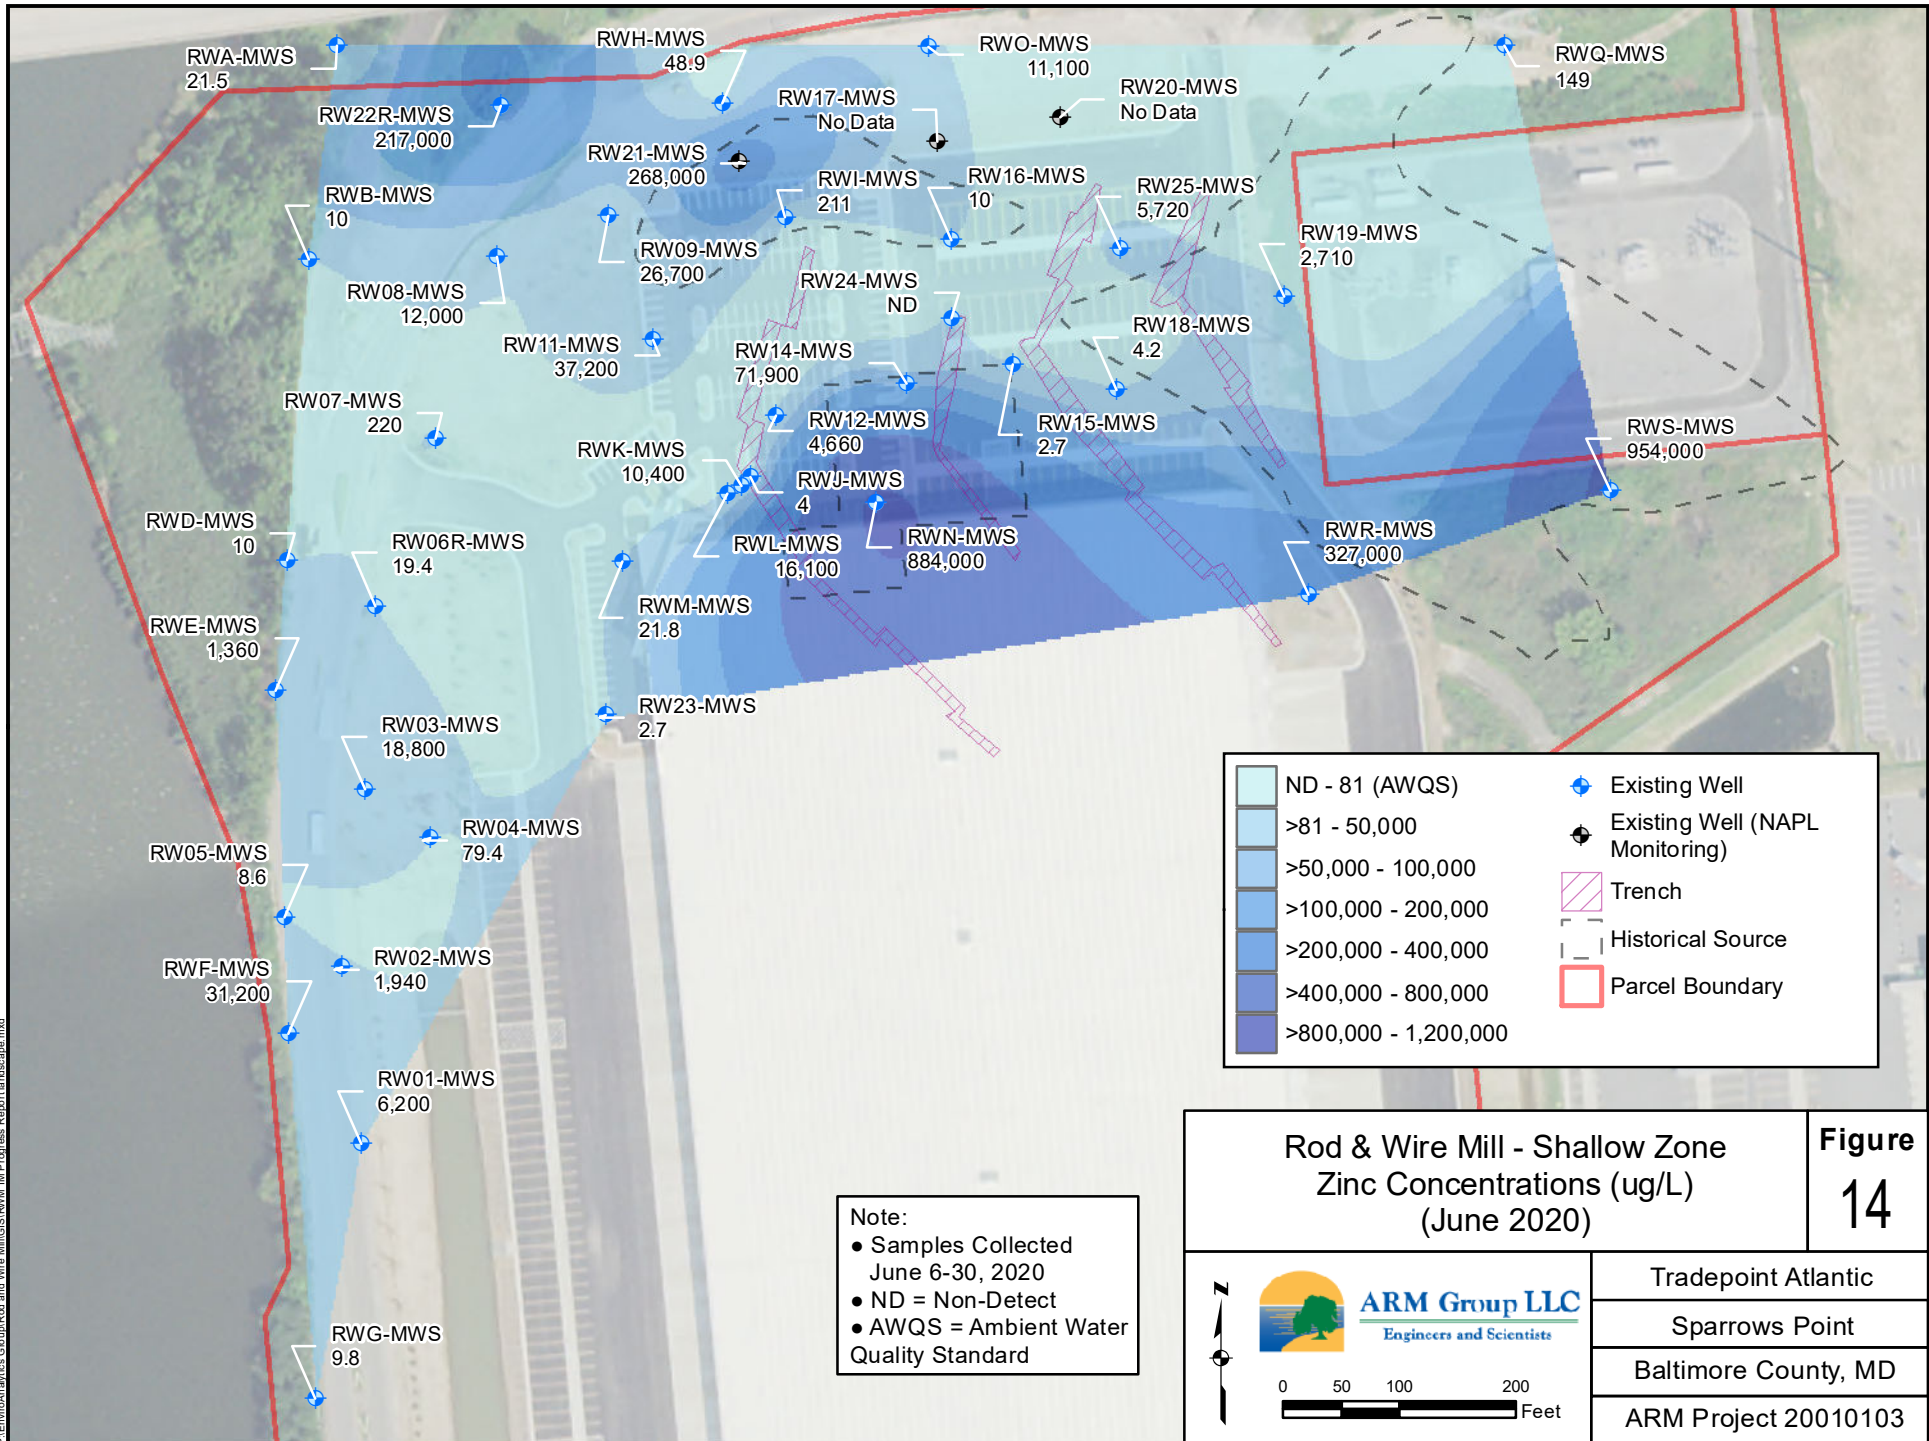 RWA-MWS
21.5
RWH-MWS
48.9
RWO-MWS
11,100
RWQ-MWS
149
RW22R-MWS
217,000
RW17-MWS
No Data
RW20-MWS
No Data
RW21-MWS
268,000
RWI-MWS
211
RW16-MWS
10
RW25-MWS
5,720
RWB-MWS
10
RW09-MWS
26,700
RW19-MWS
2,710
RW08-MWS
12,000
RW24-MWS
ND
RW11-MWS
37,200
RW14-MWS
71,900
RW18-MWS
4.2
RW07-MWS
220
RW12-MWS
4,660
RW15-MWS
2.7
RWS-MWS
954,000
RWK-MWS
10,400
RWJ-MWS
4
RWD-MWS
10
RW06R-MWS
19.4
RWL-MWS
16,100
RWN-MWS
884,000
RWR-MWS
327,000
RWM-MWS
21.8
RWE-MWS
1,360
RW03-MWS
18,800
RW23-MWS
2.7
RW04-MWS
79.4
RW05-MWS
8.6
RW02-MWS
1,940
RWF-MWS
31,200
RW01-MWS
6,200
RWG-MWS
9.8
ND - 81 (AWQS)
>81 - 50,000
>50,000 - 100,000
>100,000 - 200,000
>200,000 - 400,000
>400,000 - 800,000
>800,000 - 1,200,000
Existing Well
Existing Well (NAPL
Monitoring)
Trench
Historical Source
Parcel Boundary
Note:
● Samples Collected
June 6-30, 2020
● ND = Non-Detect
● AWQS = Ambient Water
Quality Standard
Rod & Wire Mill - Shallow Zone
Zinc Concentrations (ug/L)
(June 2020)
Figure
14
N
ARM Group LLC
Engineers and Scientists
0 50 100 200
Feet
Tradepoint Atlantic
Sparrows Point
Baltimore County, MD
ARM Project 20010103